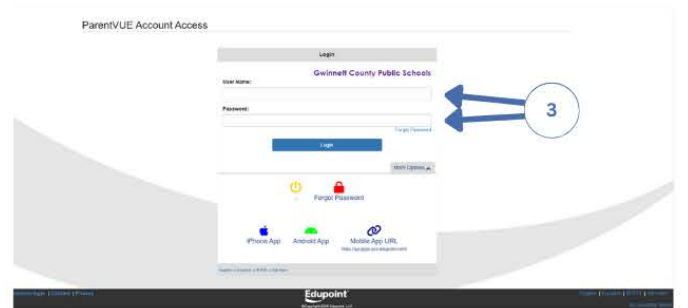 ParentVUE Account Access
Login
Gwinnett County Public Schools
User Name:
Password:
Forgot Password
Login
More Options
Forgot Password
iPhone App
Android App
Mobile App URL
3
Edupoint